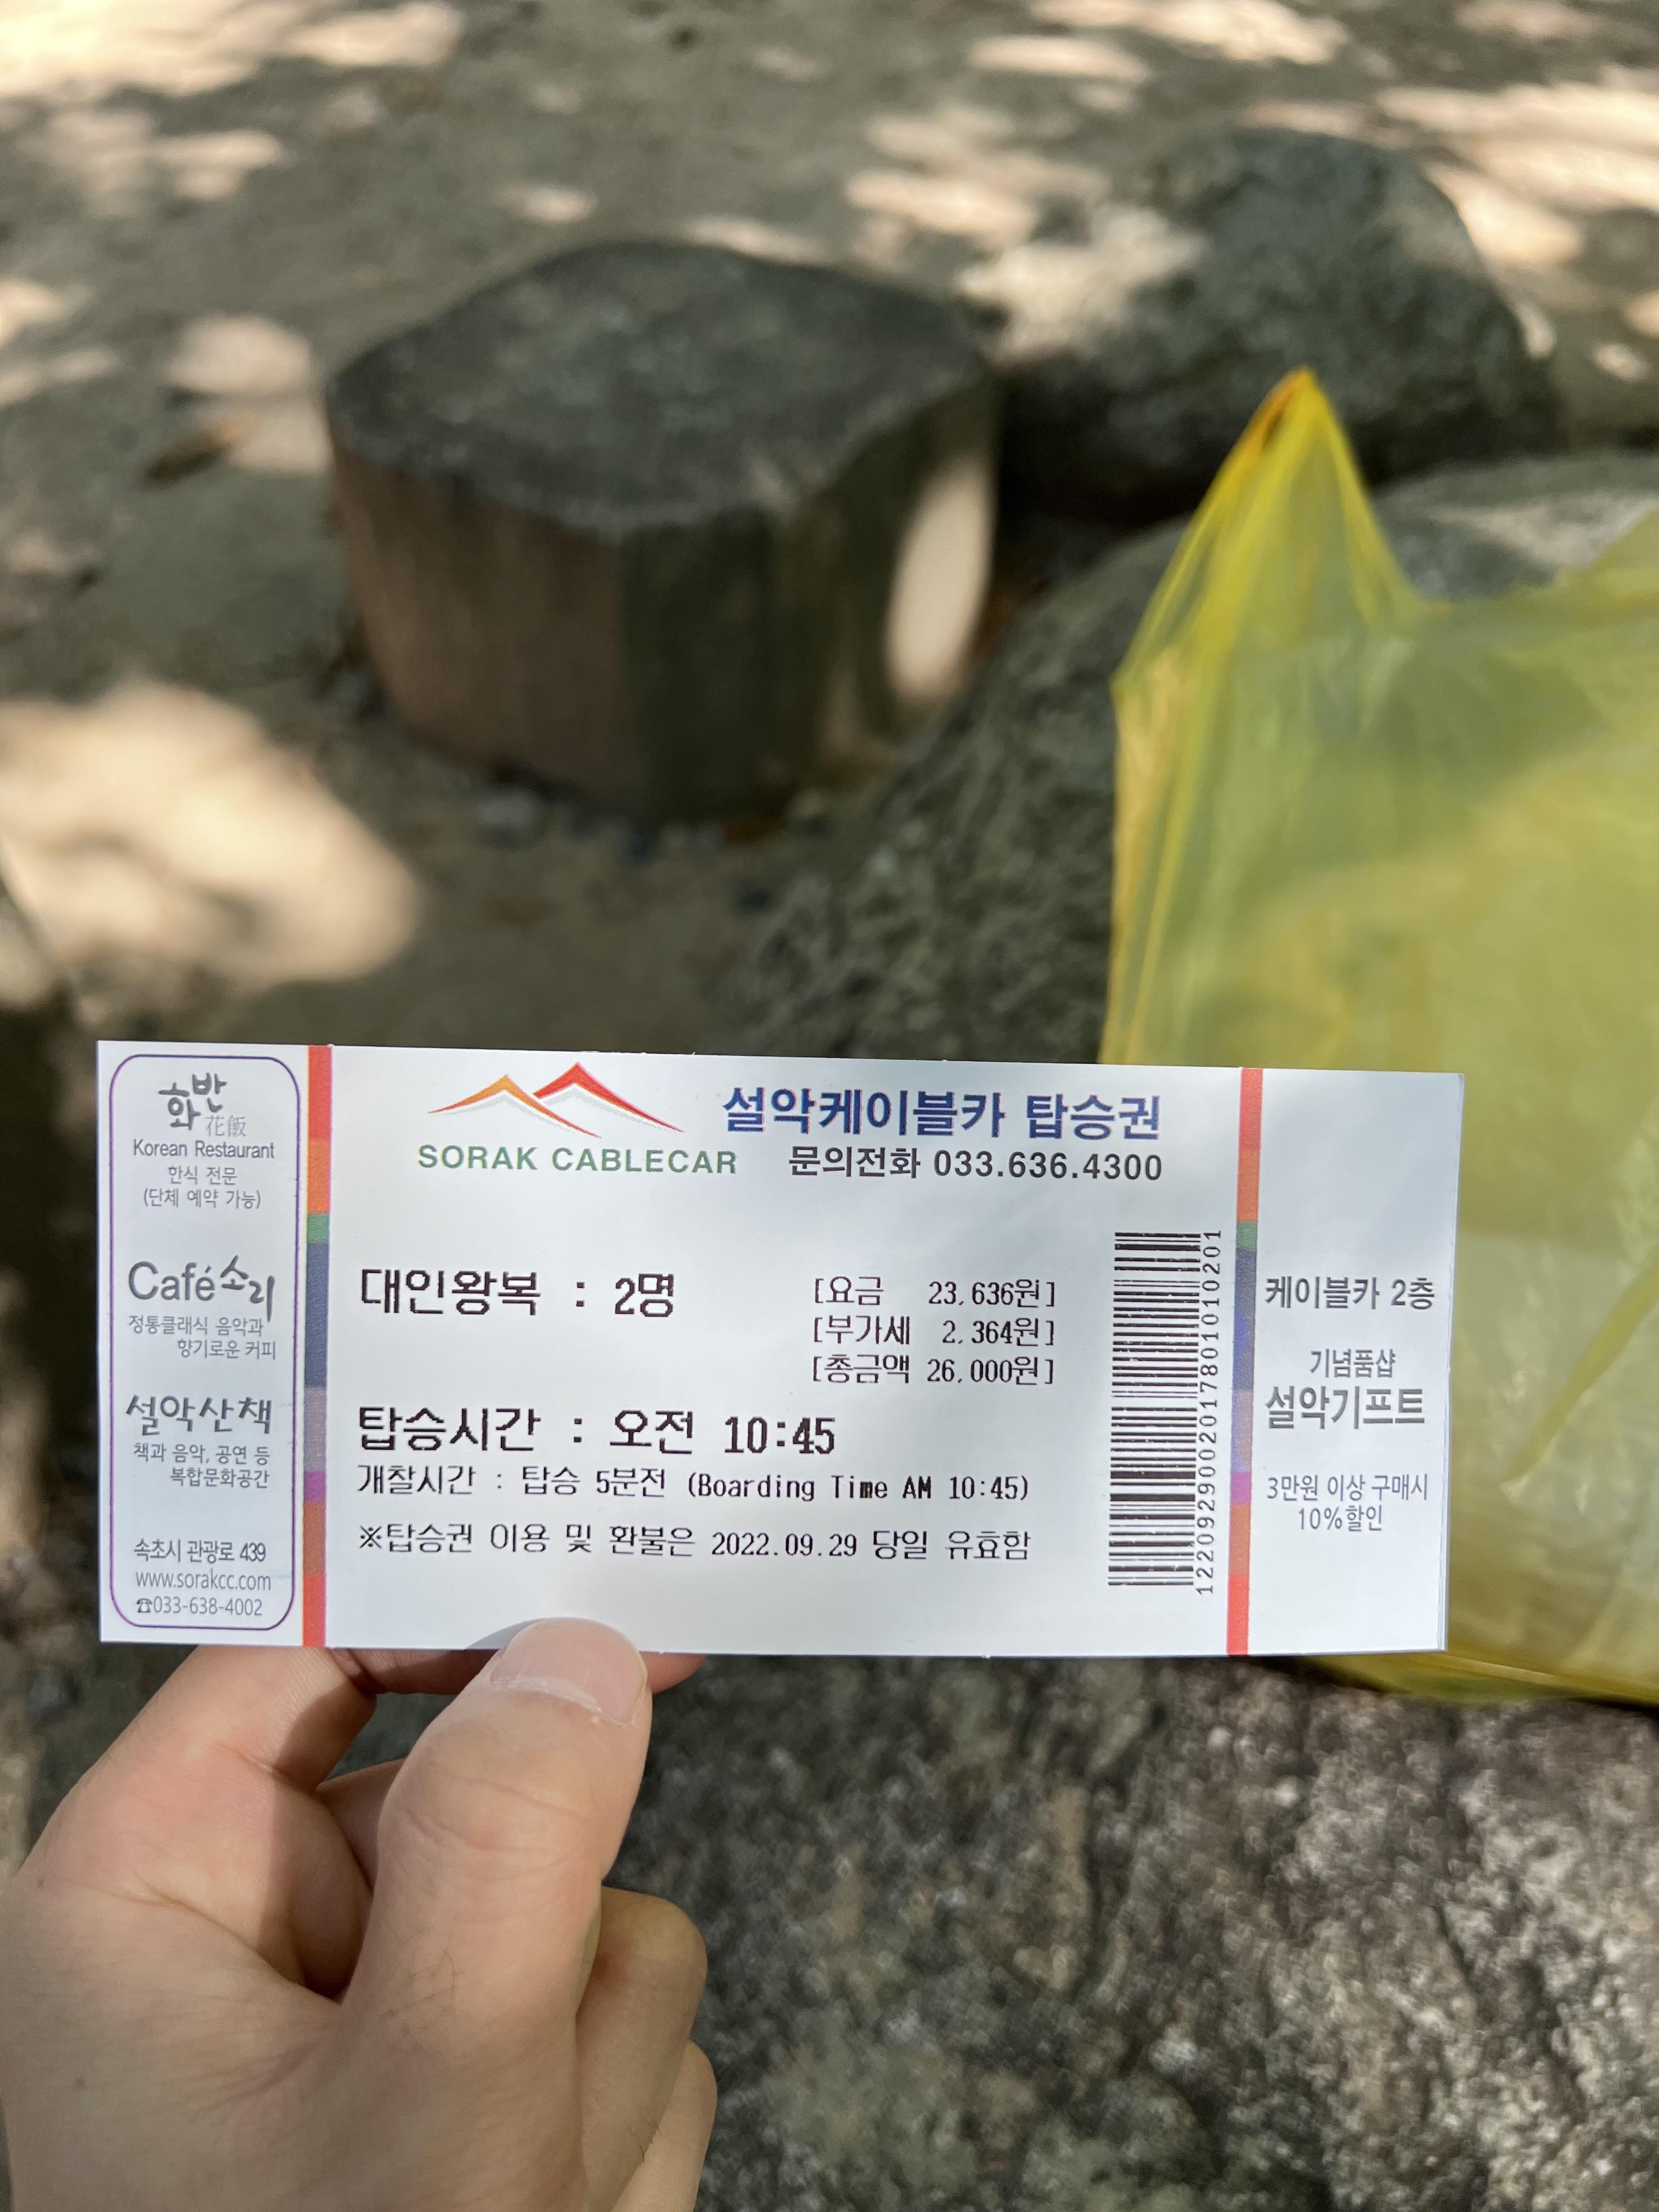 화반 花飯
Korean Restaurant
한식 전문
(단체 예약 가능)
Café 소리
정통클래식 음악과
향기로운 커피
설악산책
책과 음악, 공연 등
복합문화공간
속초시 관광로 439
www.sorakcc.com
☎033-638-4002
설악케이블카 탑승권
SORAK CABLECAR
문의전화 033.636.4300
대인왕복 : 2명
[요금 23,636원]
[부가세 2,364원]
[총금액 26,000원]
탑승시간 : 오전 10:45
개찰시간 : 탑승 5분전 (Boarding Time AM 10:45)
※탑승권 이용 및 환불은 2022.09.29 당일 유효함
122092900201780101010201
케이블카 2층
기념품샵
설악기프트
3만원 이상 구매시
10%할인